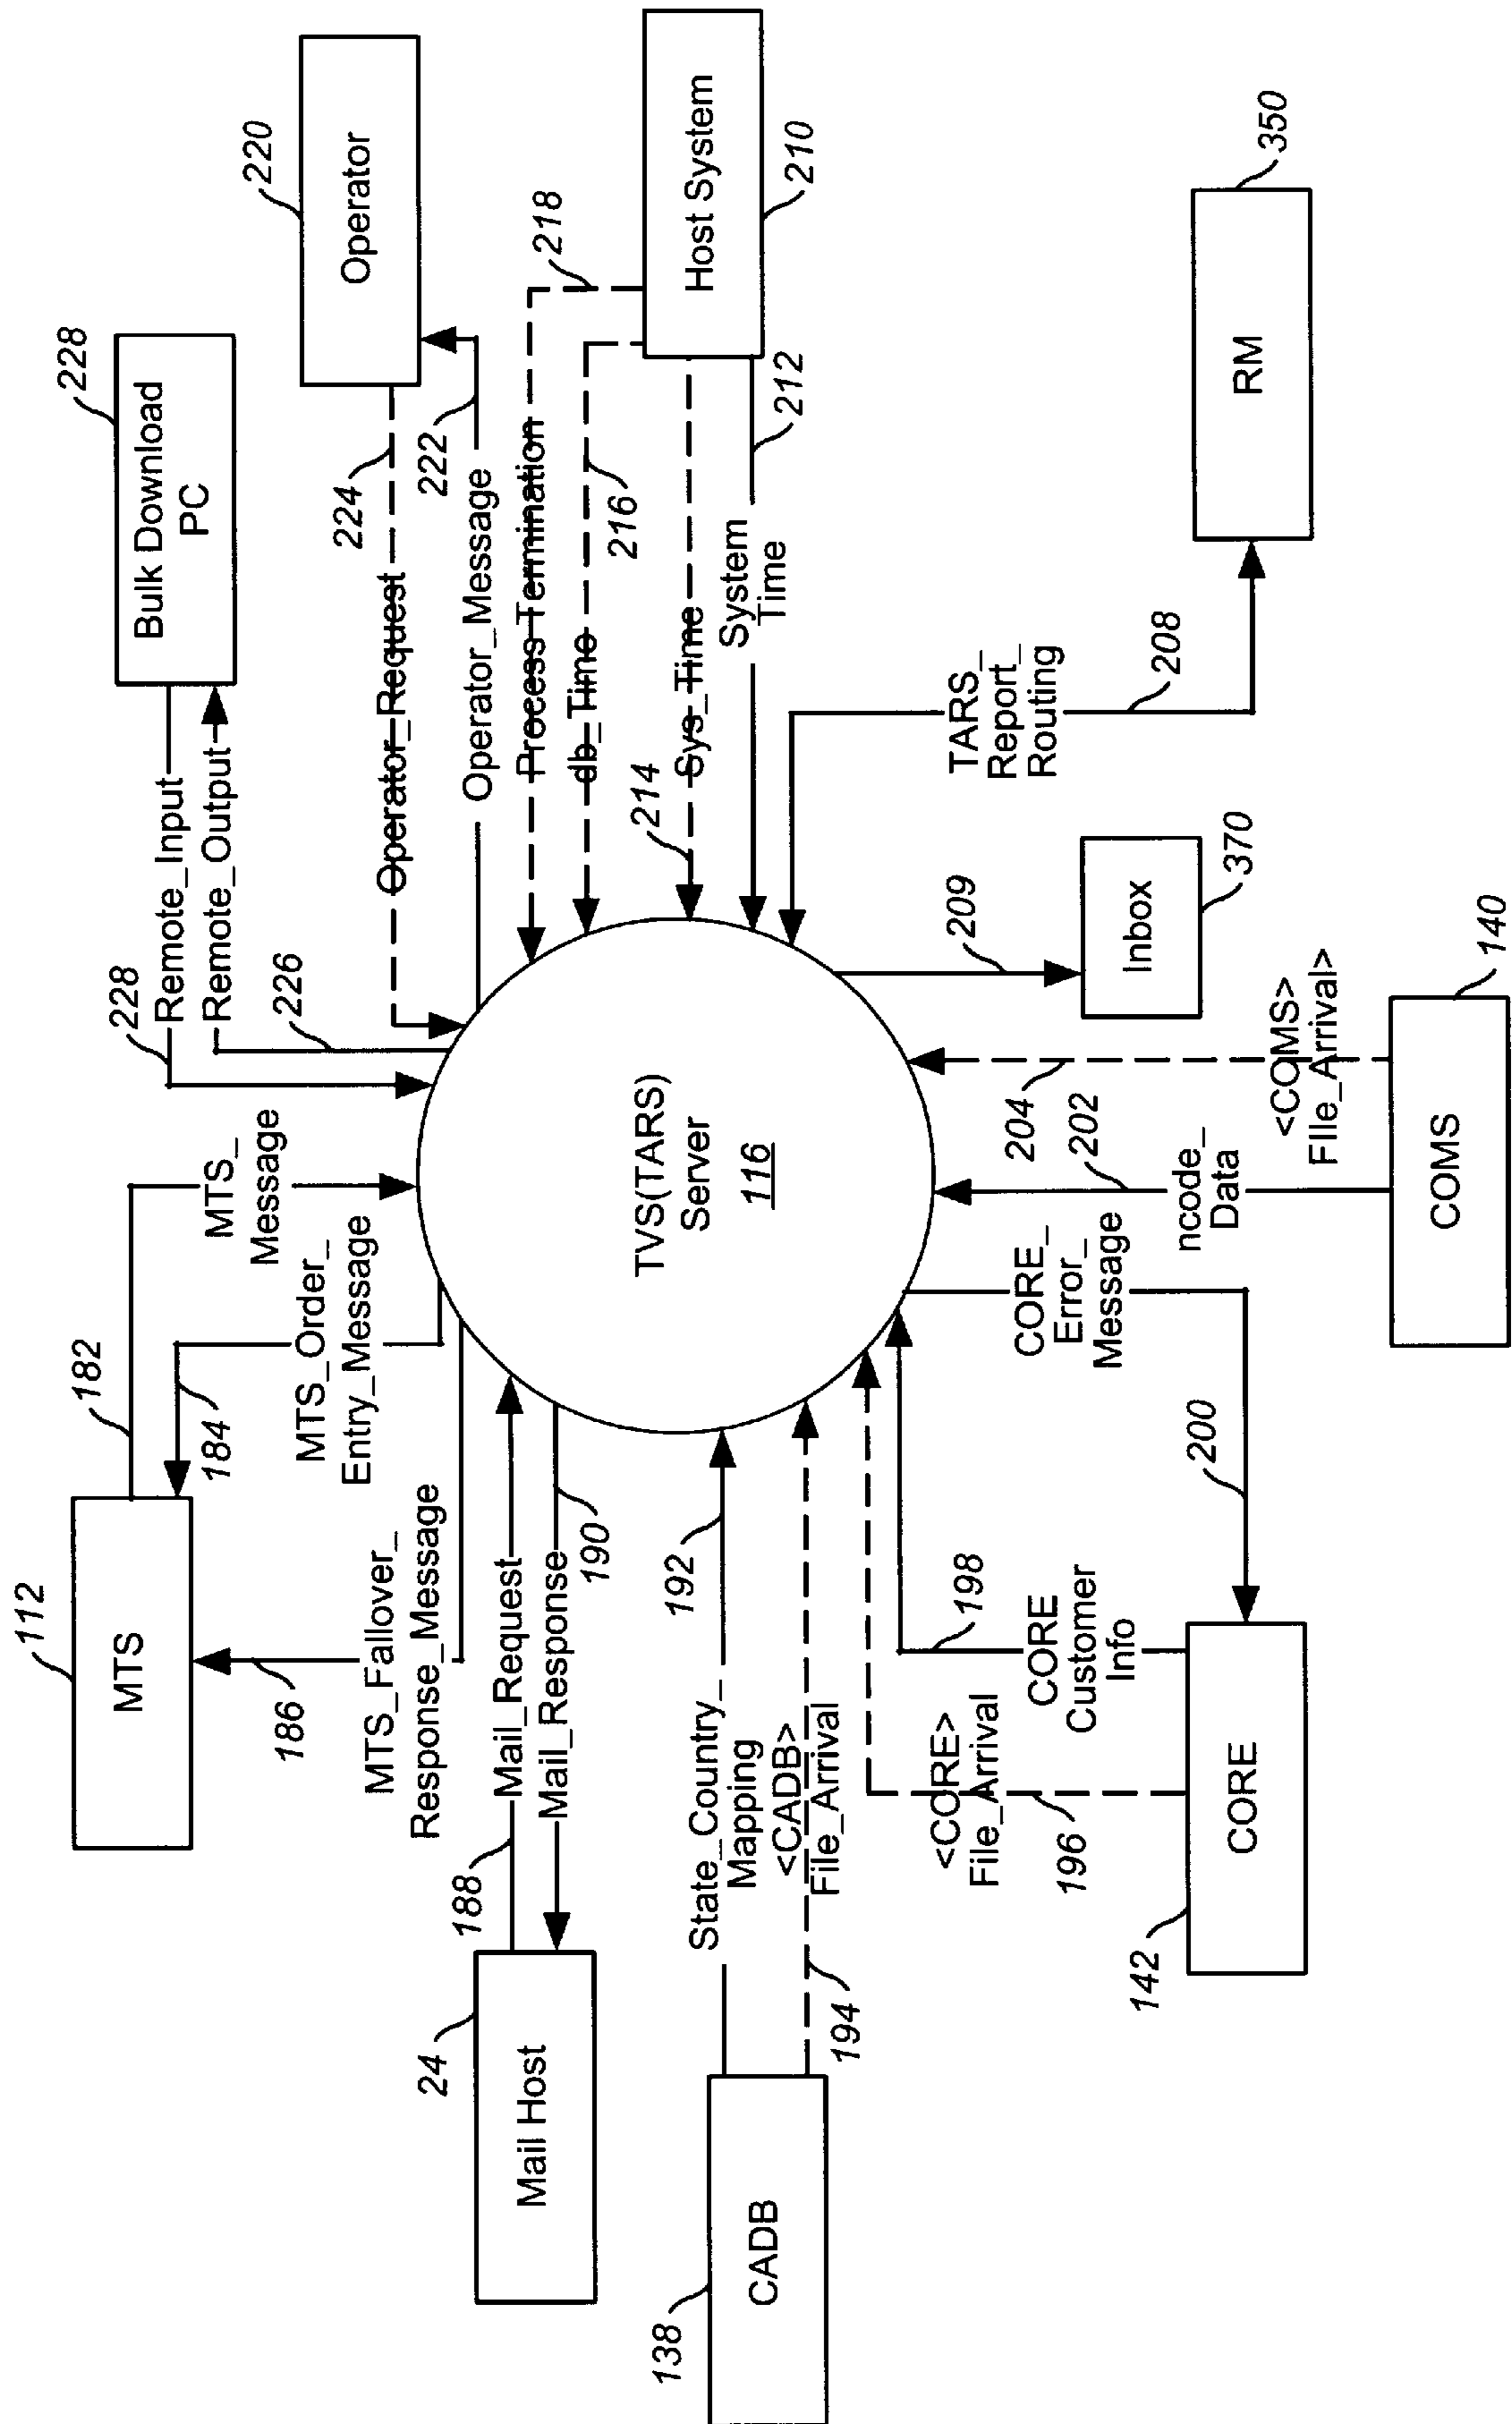 112
MTS
182
MTS_
Message
184
MTS_Order_
Entry_Message
186
MTS_Fallover_
Response_Message
24
Mail Host
188
Mail_Request
Mail_Response
190
138
CADB
192
State_Country_
Mapping
<CADB>
File_Arrival
194
142
CORE
<CORE>
File_Arrival
196
198
CORE
Customer
Info
200
CORE_
Error_
Message
TVS(TARS)
Server
116
228
Remote_Input
Remote_Output
226
Bulk Download
PC
228
Operator_Request
224
222
Operator_Message
Operator
220
Process Termination
218
db_Time
216
Sys_Time
214
System
Time
212
Host System
210
TARS_
Report_
Routing
208
RM
350
209
Inbox
370
204
<COMS>
FIle_Arrival
202
ncode_
Data
COMS
140